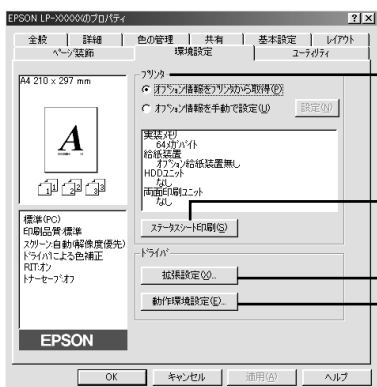 EPSON LP-XXXXXのプロパティ
全般 詳細 色の管理 共有 基本設定 レイアウト
ページ装飾 環境設定 ユーティリティ
A4 210 x 297 mm
A
1 2 3
標準(PC)
印刷品質:標準
スクリーン:自動(解像度優先)
ドライバによる色補正
RIT:オン
トナーセーブ:オフ
EPSON
プリンタ
オプション情報をプリンタから取得(P)
オプション情報を手動で設定(U)
設定(N)
実装メモリ
64メガバイト
給紙装置
オプション給紙装置無し
HDDユニット
なし
両面印刷ユニット
なし
ステータスシート印刷(S)
ドライバ
拡張設定(X)...
動作環境設定(E)...
OK キャンセル 適用(A) ヘルプ